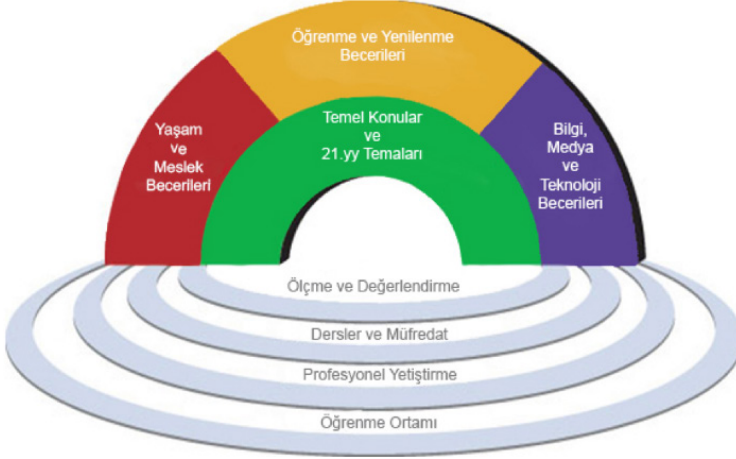 Öğrenme ve Yenilenme
Becerileri
Yaşam
ve
Meslek
Becerileri
Temel Konular
ve
21.yy Temaları
Bilgi,
Medya
ve
Teknoloji
Becerileri
Ölçme ve Değerlendirme
Dersler ve Müfredat
Profesyonel Yetiştirme
Öğrenme Ortamı